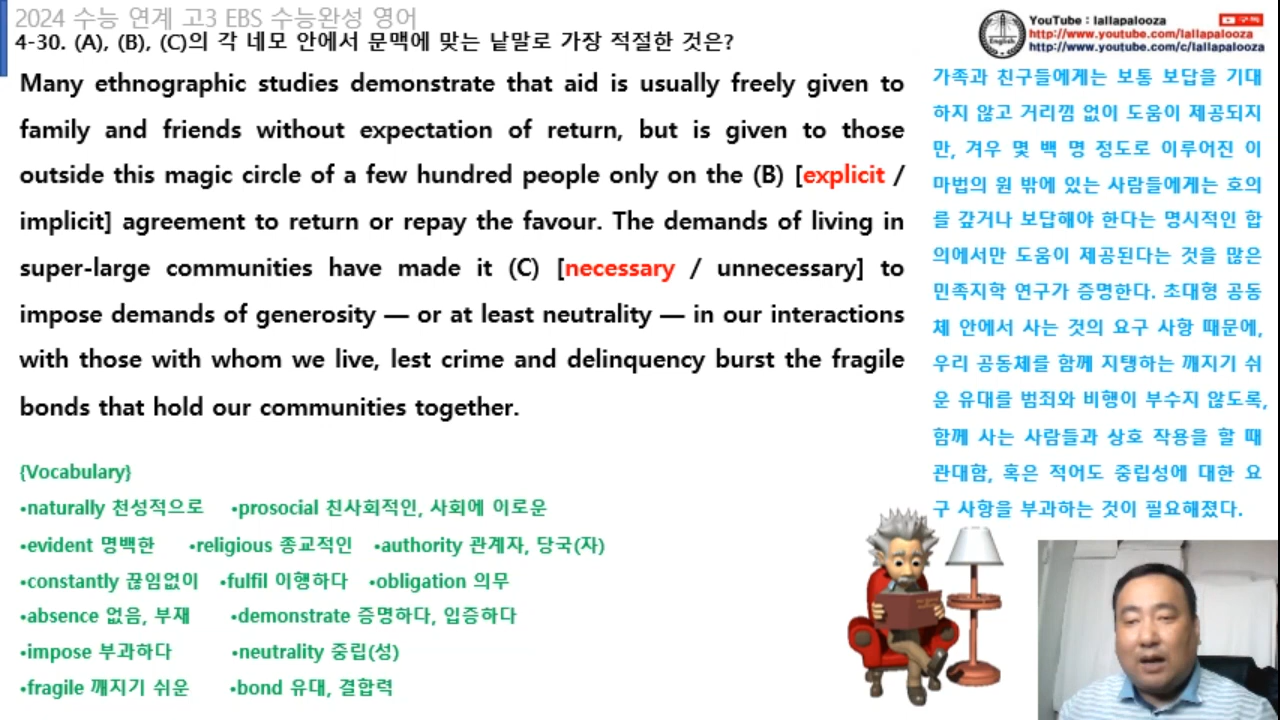 2024 수능 연계 고3 EBS 수능완성 영어
4-30. (A), (B), (C)의 각 네모 안에서 문맥에 맞는 낱말로 가장 적절한 것은?
YouTube : lallapalooza
구독
http://www.youtube.com/lallapalooza
http://www.youtube.com/c/lallapalooza
English
Many ethnographic studies demonstrate that aid is usually freely given to
family and friends without expectation of return, but is given to those
outside this magic circle of a few hundred people only on the (B) [explicit /
implicit] agreement to return or repay the favour. The demands of living in
super-large communities have made it (C) [necessary / unnecessary] to
impose demands of generosity — or at least neutrality — in our interactions
with those with whom we live, lest crime and delinquency burst the fragile
bonds that hold our communities together.
가족과 친구들에게는 보통 보답을 기대
하지 않고 거리낌 없이 도움이 제공되지
만, 겨우 몇 백 명 정도로 이루어진 이
마법의 원 밖에 있는 사람들에게는 호의
를 갚거나 보답해야 한다는 명시적인 합
의에서만 도움이 제공된다는 것을 많은
민족지학 연구가 증명한다. 초대형 공동
체 안에서 사는 것의 요구 사항 때문에,
우리 공동체를 함께 지탱하는 깨지기 쉬
운 유대를 범죄와 비행이 부수지 않도록,
함께 사는 사람들과 상호 작용을 할 때
관대함, 혹은 적어도 중립성에 대한 요
구 사항을 부과하는 것이 필요해졌다.
{Vocabulary}
•naturally 천성적으로 •prosocial 친사회적인, 사회에 이로운
•evident 명백한 •religious 종교적인 •authority 관계자, 당국(자)
•constantly 끊임없이 •fulfil 이행하다 •obligation 의무
•absence 없음, 부재 •demonstrate 증명하다, 입증하다
•impose 부과하다 •neutrality 중립(성)
•fragile 깨지기 쉬운 •bond 유대, 결합력